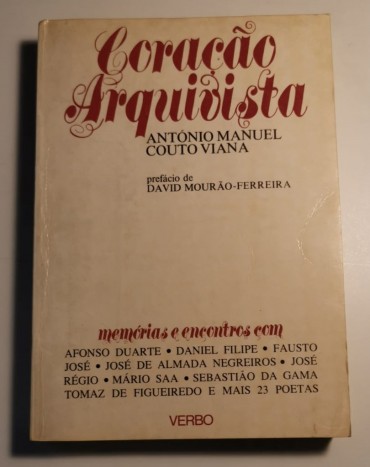 Coração
Arquivista
ANTÓNIO MANUEL
COUTO VIANA
prefácio de
DAVID MOURÃO-FERREIRA
memórias e encontros com
AFONSO DUARTE • DANIEL FILIPE • FAUSTO
JOSÉ • JOSÉ DE ALMADA NEGREIROS • JOSÉ
RÉGIO • MÁRIO SAA • SEBASTIÃO DA GAMA
TOMAZ DE FIGUEIREDO E MAIS 23 POETAS
VERBO